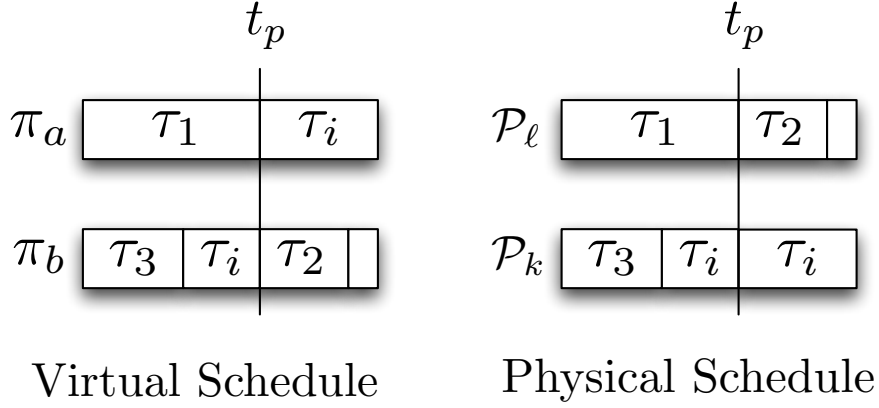 t_p t_p
π_a τ_1 τ_i 𝒫_ℓ τ_1 τ_2
π_b τ_3 τ_i τ_2 𝒫_k τ_3 τ_i τ_i
Virtual Schedule Physical Schedule